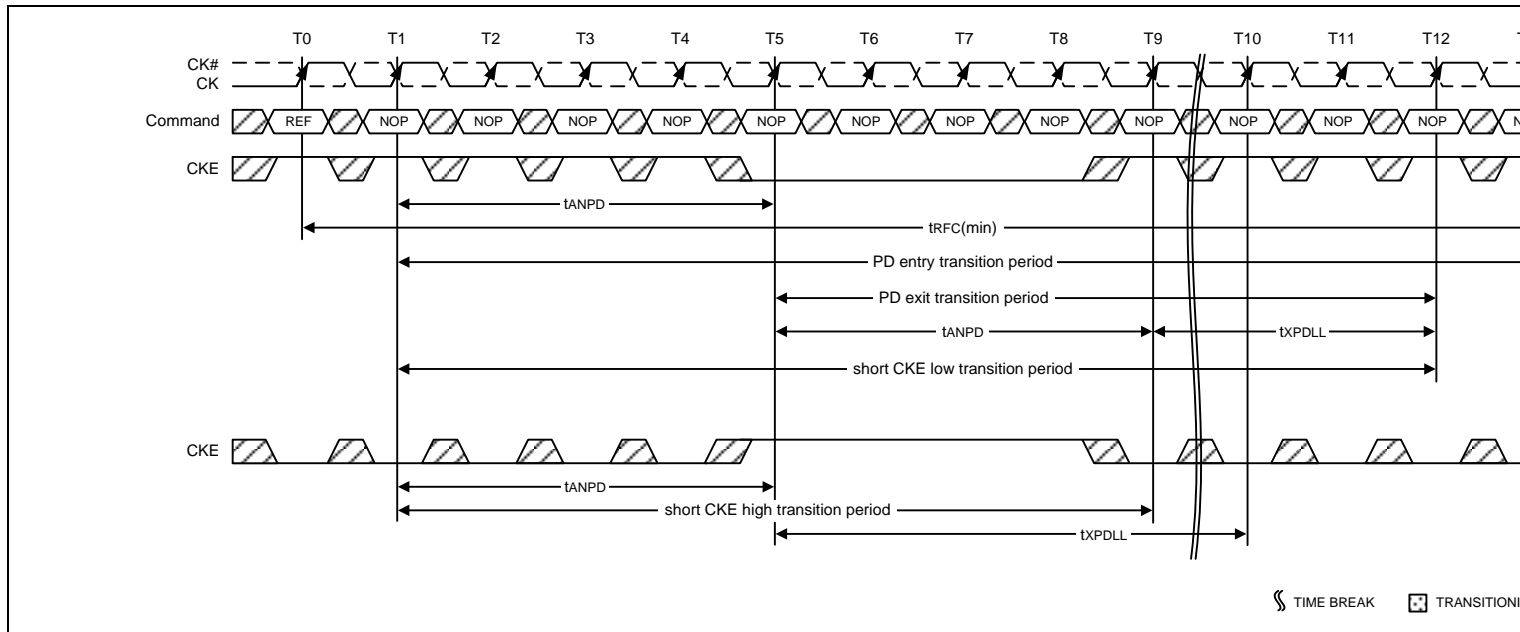 T0 T1 T2 T3 T4 T5 T6 T7 T8 T9 T10 T11 T12 T
CK#
CK
Command REF NOP NOP NOP NOP NOP NOP NOP NOP NOP NOP NOP NOP N
CKE
tANPD
tRFC(min)
PD entry transition period
PD exit transition period
tANPD tXPDLL
short CKE low transition period
CKE
tANPD
short CKE high transition period
tXPDLL
TIME BREAK TRANSITIONI